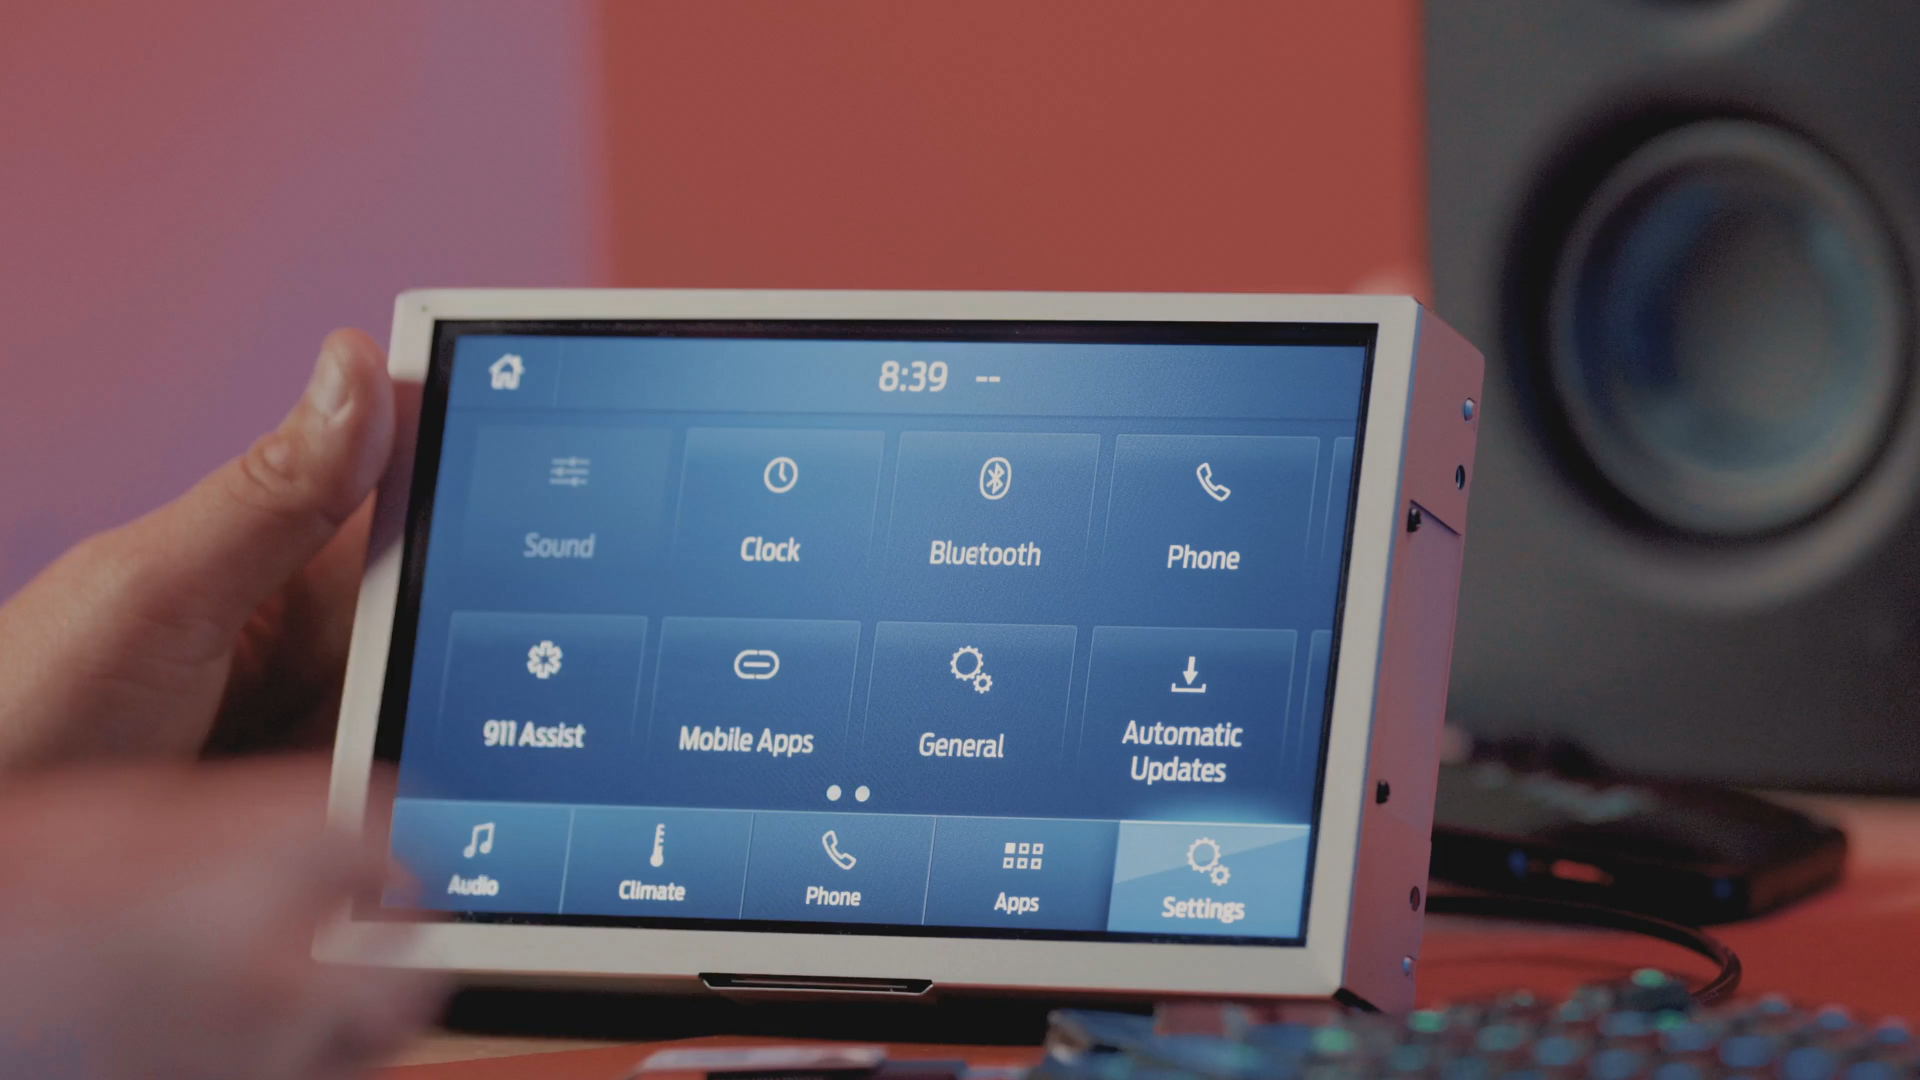 8:39 --
Sound
Clock
Bluetooth
Phone
911 Assist
Mobile Apps
General
Automatic
Updates
Audio
Climate
Phone
Apps
Settings